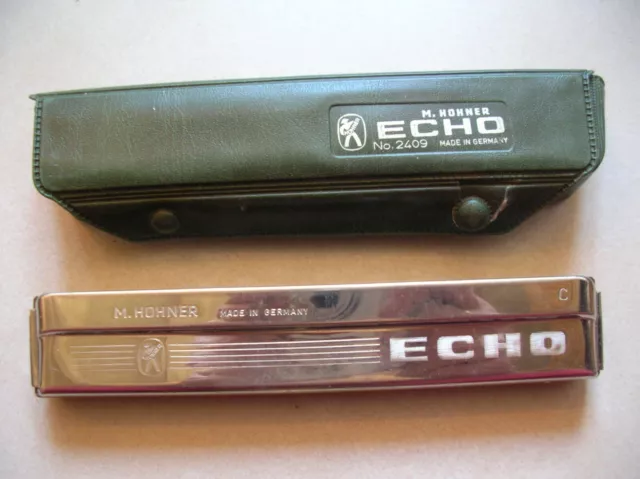 M. HOHNER
ECHO
No. 2409 MADE IN GERMANY
M. HOHNER MADE IN GERMANY
C
ECHO